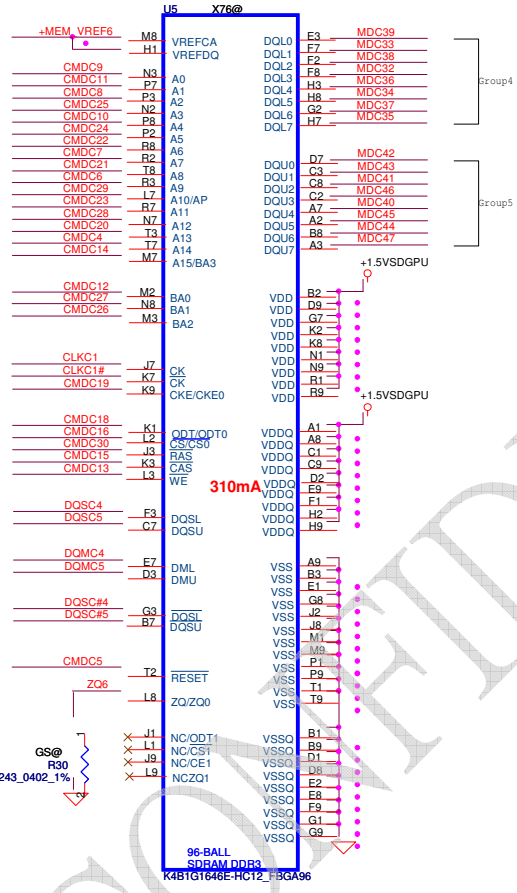 U5 X76@
+MEM_VREF6 M8 VREFCA
H1 VREFDQ
CMDC9 N3 A0
CMDC11 P7 A1
CMDC8 P3 A2
CMDC25 N2 A3
CMDC10 P8 A4
CMDC24 P2 A5
CMDC22 R8 A6
CMDC7 R2 A7
CMDC21 T8 A8
CMDC6 R3 A9
CMDC29 L7 A10/AP
CMDC23 R7 A11
CMDC28 N7 A12
CMDC20 T3 A13
CMDC4 T7 A14
CMDC14 M7 A15/BA3
CMDC12 M2 BA0
CMDC27 N8 BA1
CMDC26 M3 BA2
CLKC1 J7 CK
CLKC1# K7 CK
CMDC19 K9 CKE/CKE0
CMDC18 K1 ODT/ODT0
CMDC16 L2 CS/CS0
CMDC30 J3 RAS
CMDC15 K3 CAS
CMDC13 L3 WE
DQSC4 F3 DQSL
DQSC5 C7 DQSU
DQMC4 E7 DML
DQMC5 D3 DMU
DQSC#4 G3 DQSL
DQSC#5 B7 DQSU
CMDC5 T2 RESET
ZQ6 L8 ZQ/ZQ0
J1 NC/ODT1
L1 NC/CS1
J9 NC/CE1
L9 NCZQ1
1
GS@
R30
243_0402_1%
2
DQL0 E3 MDC39
DQL1 F7 MDC33
DQL2 F2 MDC38
DQL3 F8 MDC32
DQL4 H3 MDC36
DQL5 H8 MDC34
DQL6 G2 MDC37
DQL7 H7 MDC35
Group4
DQU0 D7 MDC42
DQU1 C3 MDC43
DQU2 C8 MDC41
DQU3 C2 MDC46
DQU4 A7 MDC40
DQU5 A2 MDC45
DQU6 B8 MDC44
DQU7 A3 MDC47
Group5
+1.5VSDGPU
VDD B2
VDD D9
VDD G7
VDD K2
VDD K8
VDD N1
VDD N9
VDD R1
VDD R9
+1.5VSDGPU
VDDQ A1
VDDQ A8
VDDQ C1
VDDQ C9
VDDQ D2
VDDQ E9
VDDQ F1
VDDQ H2
VDDQ H9
310mA
VSS A9
VSS B3
VSS E1
VSS G8
VSS J2
VSS J8
VSS M1
VSS M9
VSS P1
VSS P9
VSS T1
VSS T9
VSSQ B1
VSSQ B9
VSSQ D1
VSSQ D8
VSSQ E2
VSSQ E8
VSSQ F9
VSSQ G1
VSSQ G9
96-BALL
SDRAM DDR3
K4B1G1646E-HC12_FBGA96